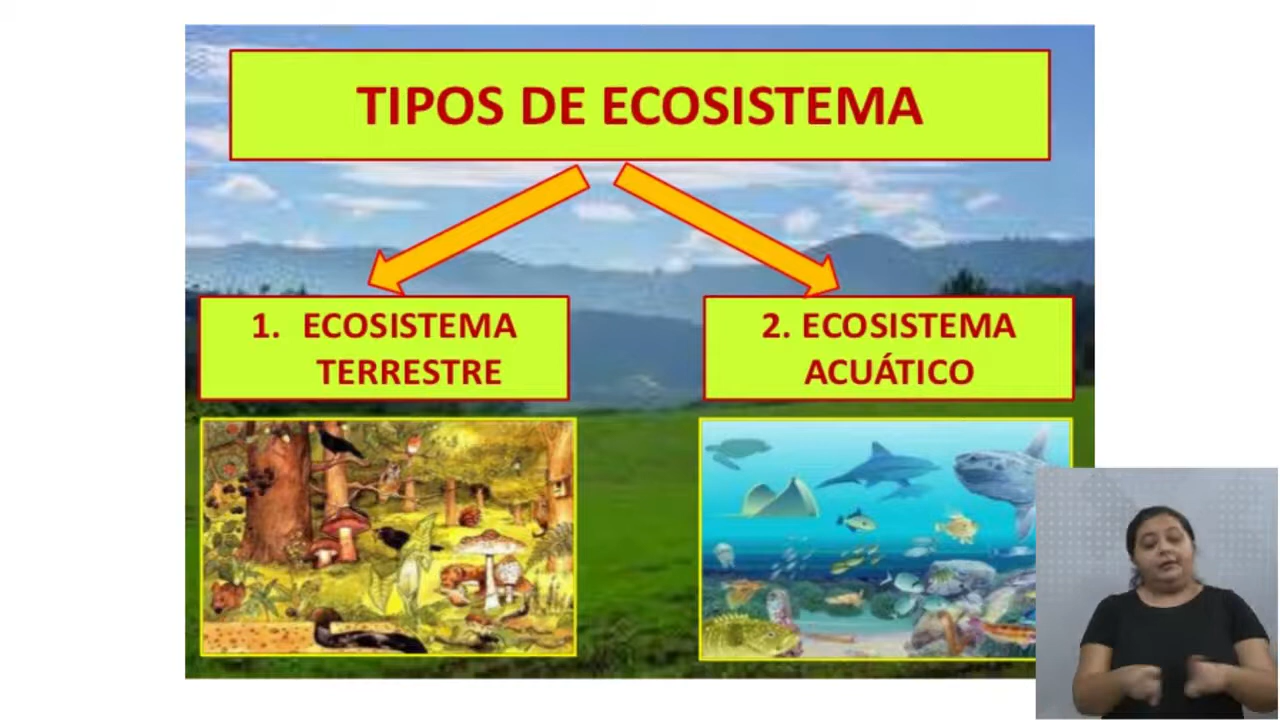 TIPOS DE ECOSISTEMA
1. ECOSISTEMA
TERRESTRE
2. ECOSISTEMA
ACUÁTICO